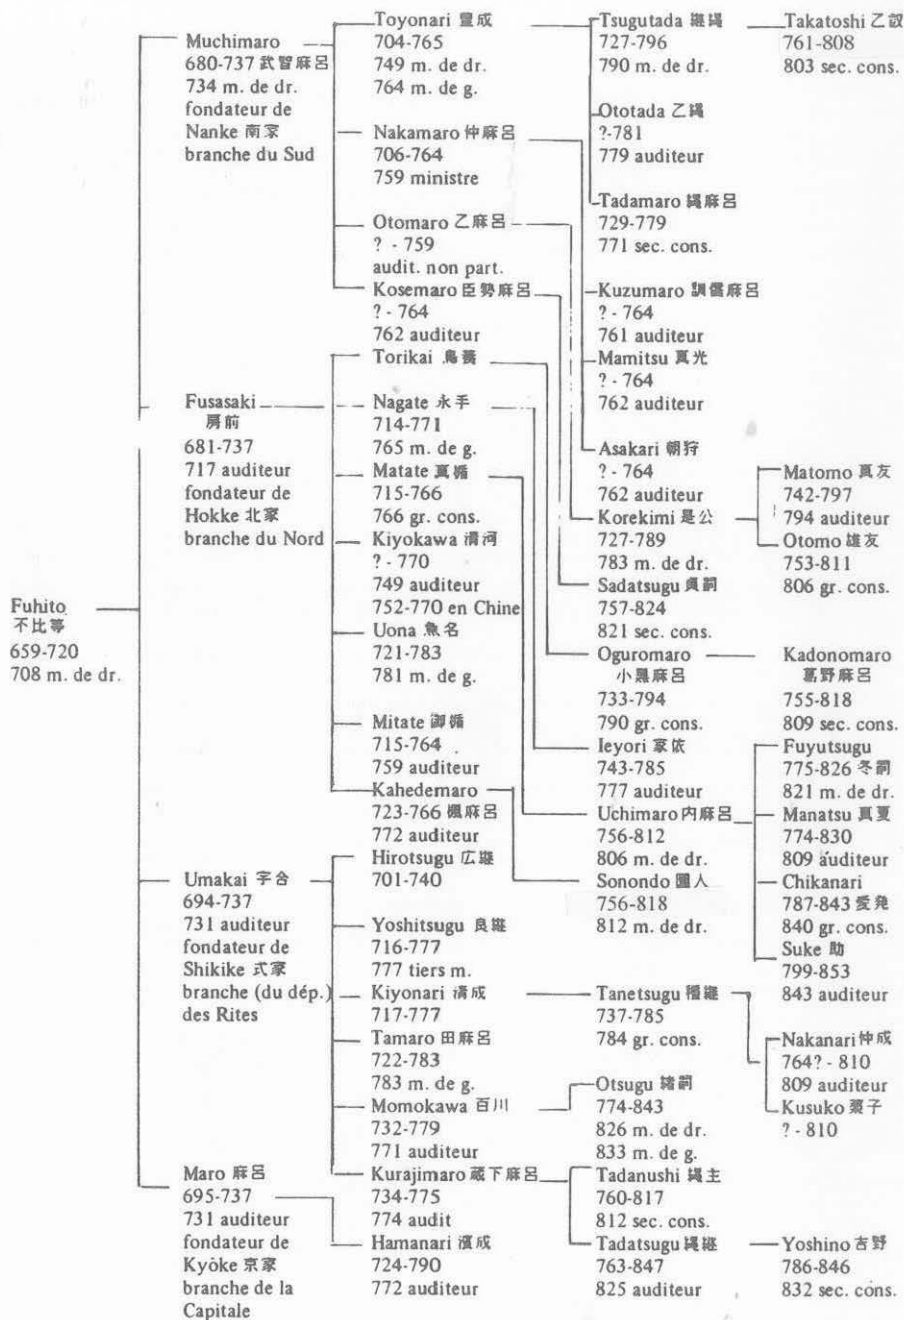 Fuhito
不比等
659-720
708 m. de dr.
Muchimaro
680-737 武智麻呂
734 m. de dr.
fondateur de
Nanke 南家
branche du Sud
Fusasaki
房前
681-737
717 auditeur
fondateur de
Hokke 北家
branche du Nord
Umakai 宇合
694-737
731 auditeur
fondateur de
Shikike 式家
branche (du dép.)
des Rites
Maro 麻呂
695-737
731 auditeur
fondateur de
Kyōke 京家
branche de la
Capitale
Toyonari 豊成
704-765
749 m. de dr.
764 m. de g.
Nakamaro 仲麻呂
706-764
759 ministre
Otomaro 乙麻呂
? - 759
audit. non part.
Kosemaro 巨勢麻呂
? - 764
762 auditeur
Torikai 鳥養
Nagate 永手
714-771
765 m. de g.
Matate 真楯
715-766
766 gr. cons.
Kiyokawa 清河
? - 770
749 auditeur
752-770 en Chine
Uona 魚名
721-783
781 m. de g.
Mitate 御楯
715-764
759 auditeur
Kahedemaro
723-766 楓麻呂
772 auditeur
Hirotsugu 広継
701-740
Yoshitsugu 良継
716-777
777 tiers m.
Kiyonari 清成
717-777
Tamaro 田麻呂
722-783
783 m. de g.
Momokawa 百川
732-779
771 auditeur
Kurajimaro 蔵下麻呂
734-775
774 audit
Hamanari 濱成
724-790
772 auditeur
Tsugutada 継縄
727-796
790 m. de dr.
Ototada 乙縄
?-781
779 auditeur
Tadamaro 縄麻呂
729-779
771 sec. cons.
Kuzumaro 訓儒麻呂
? - 764
761 auditeur
Mamitsu 真光
? - 764
762 auditeur
Asakari 朝狩
? - 764
762 auditeur
Korekimi 是公
727-789
783 m. de dr.
Sadatsugu 貞嗣
757-824
821 sec. cons.
Oguromaro
小黒麻呂
733-794
790 gr. cons.
Ieyori 家依
743-785
777 auditeur
Uchimaro 内麻呂
756-812
806 m. de dr.
Sonondo 園人
756-818
812 m. de dr.
Tanetsugu 種継
737-785
784 gr. cons.
Otsugu 緒嗣
774-843
826 m. de dr.
833 m. de g.
Tadanushi 縄主
760-817
812 sec. cons.
Tadatsugu 縄継
763-847
825 auditeur
Takatoshi 乙叡
761-808
803 sec. cons.
Matomo 真友
742-797
794 auditeur
Otomo 雄友
753-811
806 gr. cons.
Kadonomaro
葛野麻呂
755-818
809 sec. cons.
Fuyutsugu
775-826 冬嗣
821 m. de dr.
Manatsu 真夏
774-830
809 auditeur
Chikanari
787-843 愛発
840 gr. cons.
Suke 助
799-853
843 auditeur
Nakanari 仲成
764? - 810
809 auditeur
Kusuko 薬子
? - 810
Yoshino 吉野
786-846
832 sec. cons.